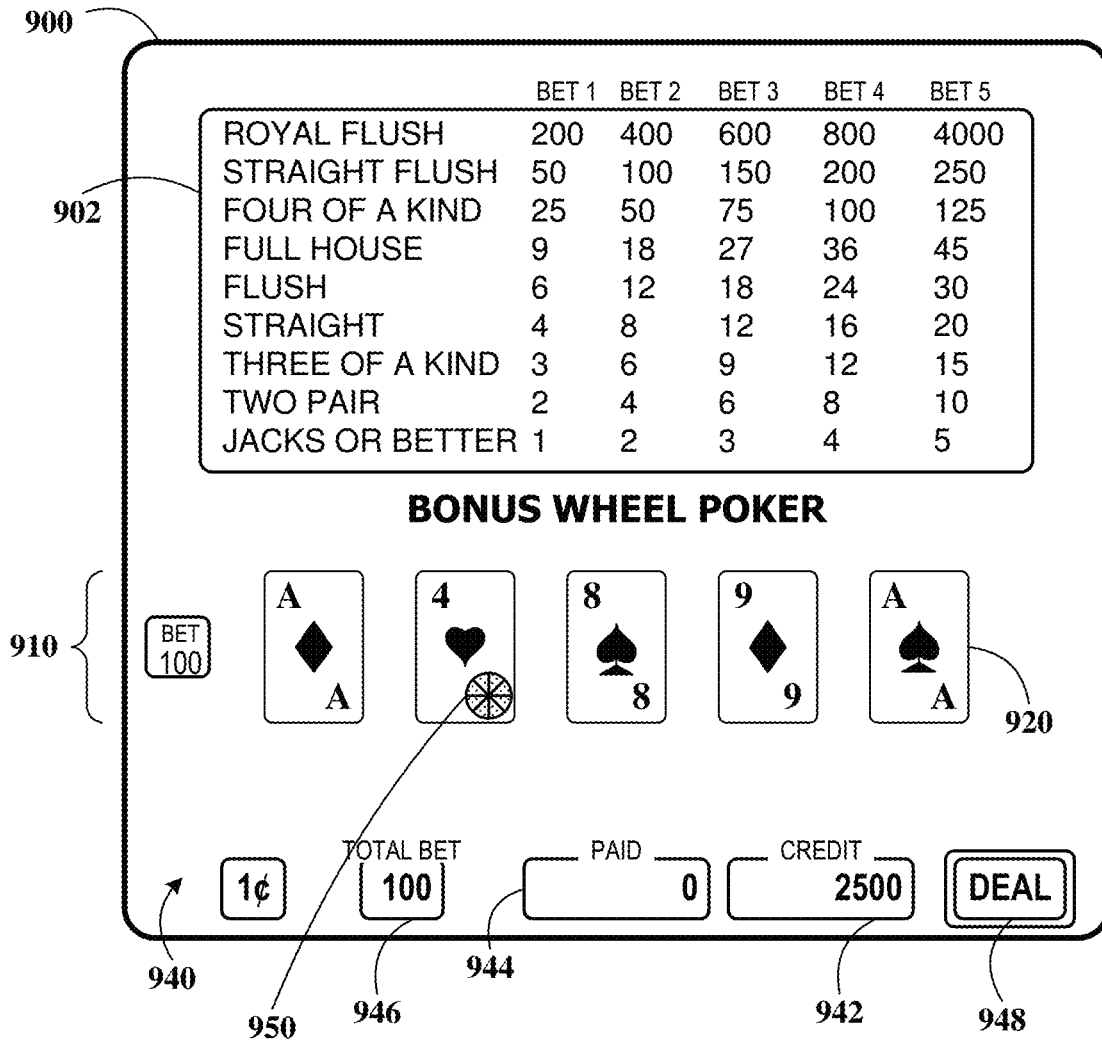 900
BET 1 BET 2 BET 3 BET 4 BET 5
ROYAL FLUSH 200 400 600 800 4000
STRAIGHT FLUSH 50 100 150 200 250
902
FOUR OF A KIND 25 50 75 100 125
FULL HOUSE 9 18 27 36 45
FLUSH 6 12 18 24 30
STRAIGHT 4 8 12 16 20
THREE OF A KIND 3 6 9 12 15
TWO PAIR 2 4 6 8 10
JACKS OR BETTER 1 2 3 4 5
BONUS WHEEL POKER
A 4 8 9 A
910
BET
100
A 8 9 A
920
TOTAL BET PAID CREDIT
1¢ 100 0 2500 DEAL
940 946 944 942 948
950